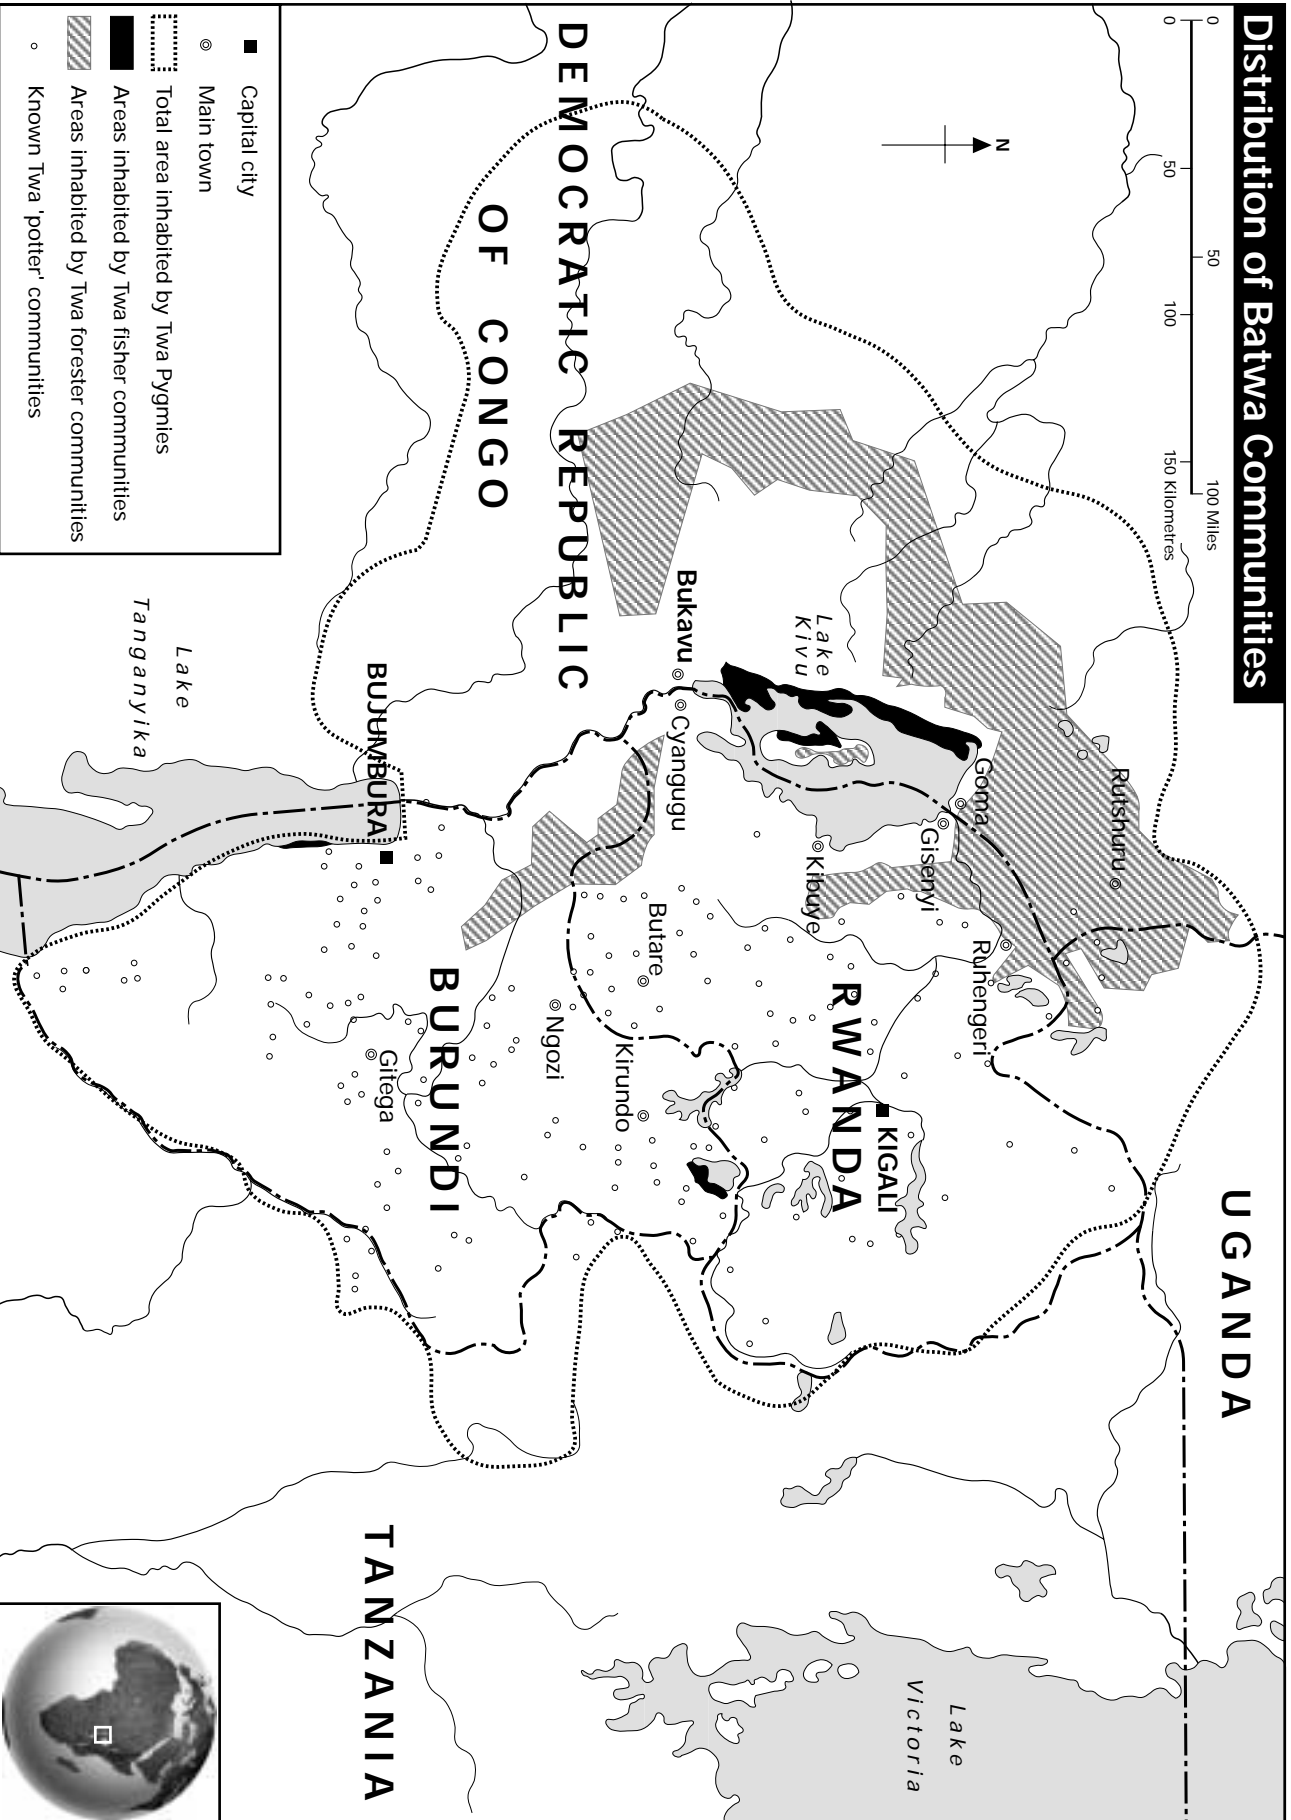 Distribution of Batwa Communities
0 50 100 Miles
0 50 100 150 Kilometres
N
UGANDA
DEMOCRATIC REPUBLIC
OF CONGO
RWANDA
BURUNDI
TANZANIA
Rutshuru
Goma
Gisenyi
Ruhengeri
Lake
Kivu
Kibuye
KIGALI
Bukavu
Cyangugu
Butare
Kirundo
Ngozi
Gitega
BUJUMBURA
Lake
Tanganyika
Lake
Victoria
Capital city
Main town
Total area inhabited by Twa Pygmies
Areas inhabited by Twa fisher communities
Areas inhabited by Twa forester communities
Known Twa 'potter' communities